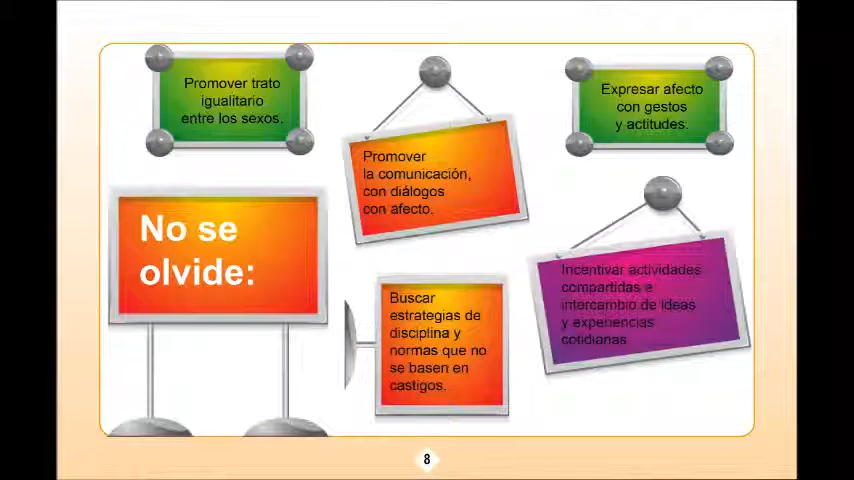 Promover trato
igualitario
entre los sexos.
Promover
la comunicación,
con diálogos
con afecto.
Expresar afecto
con gestos
y actitudes.
No se
olvide:
Buscar
estrategias de
disciplina y
normas que no
se basen en
castigos.
Incentivar actividades
compartidas e
intercambio de ideas
y experiencias
cotidianas
8